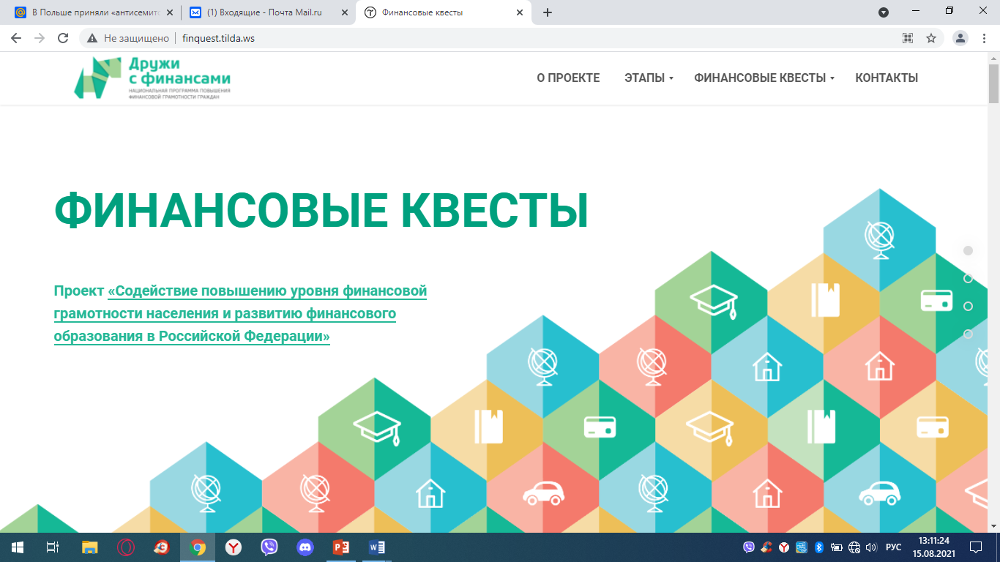 В Польше приняли «антисемитс
(1) Входящие - Почта Mail.ru
Финансовые квесты
Не защищено
finquest.tilda.ws
Дружи
с финансами
НАЦИОНАЛЬНАЯ ПРОГРАММА ПОВЫШЕНИЯ
ФИНАНСОВОЙ ГРАМОТНОСТИ ГРАЖДАН
О ПРОЕКТЕ
ЭТАПЫ
ФИНАНСОВЫЕ КВЕСТЫ
КОНТАКТЫ
ФИНАНСОВЫЕ КВЕСТЫ
Проект «Содействие повышению уровня финансовой
грамотности населения и развитию финансового
образования в Российской Федерации»
РУС
13:11:24
15.08.2021